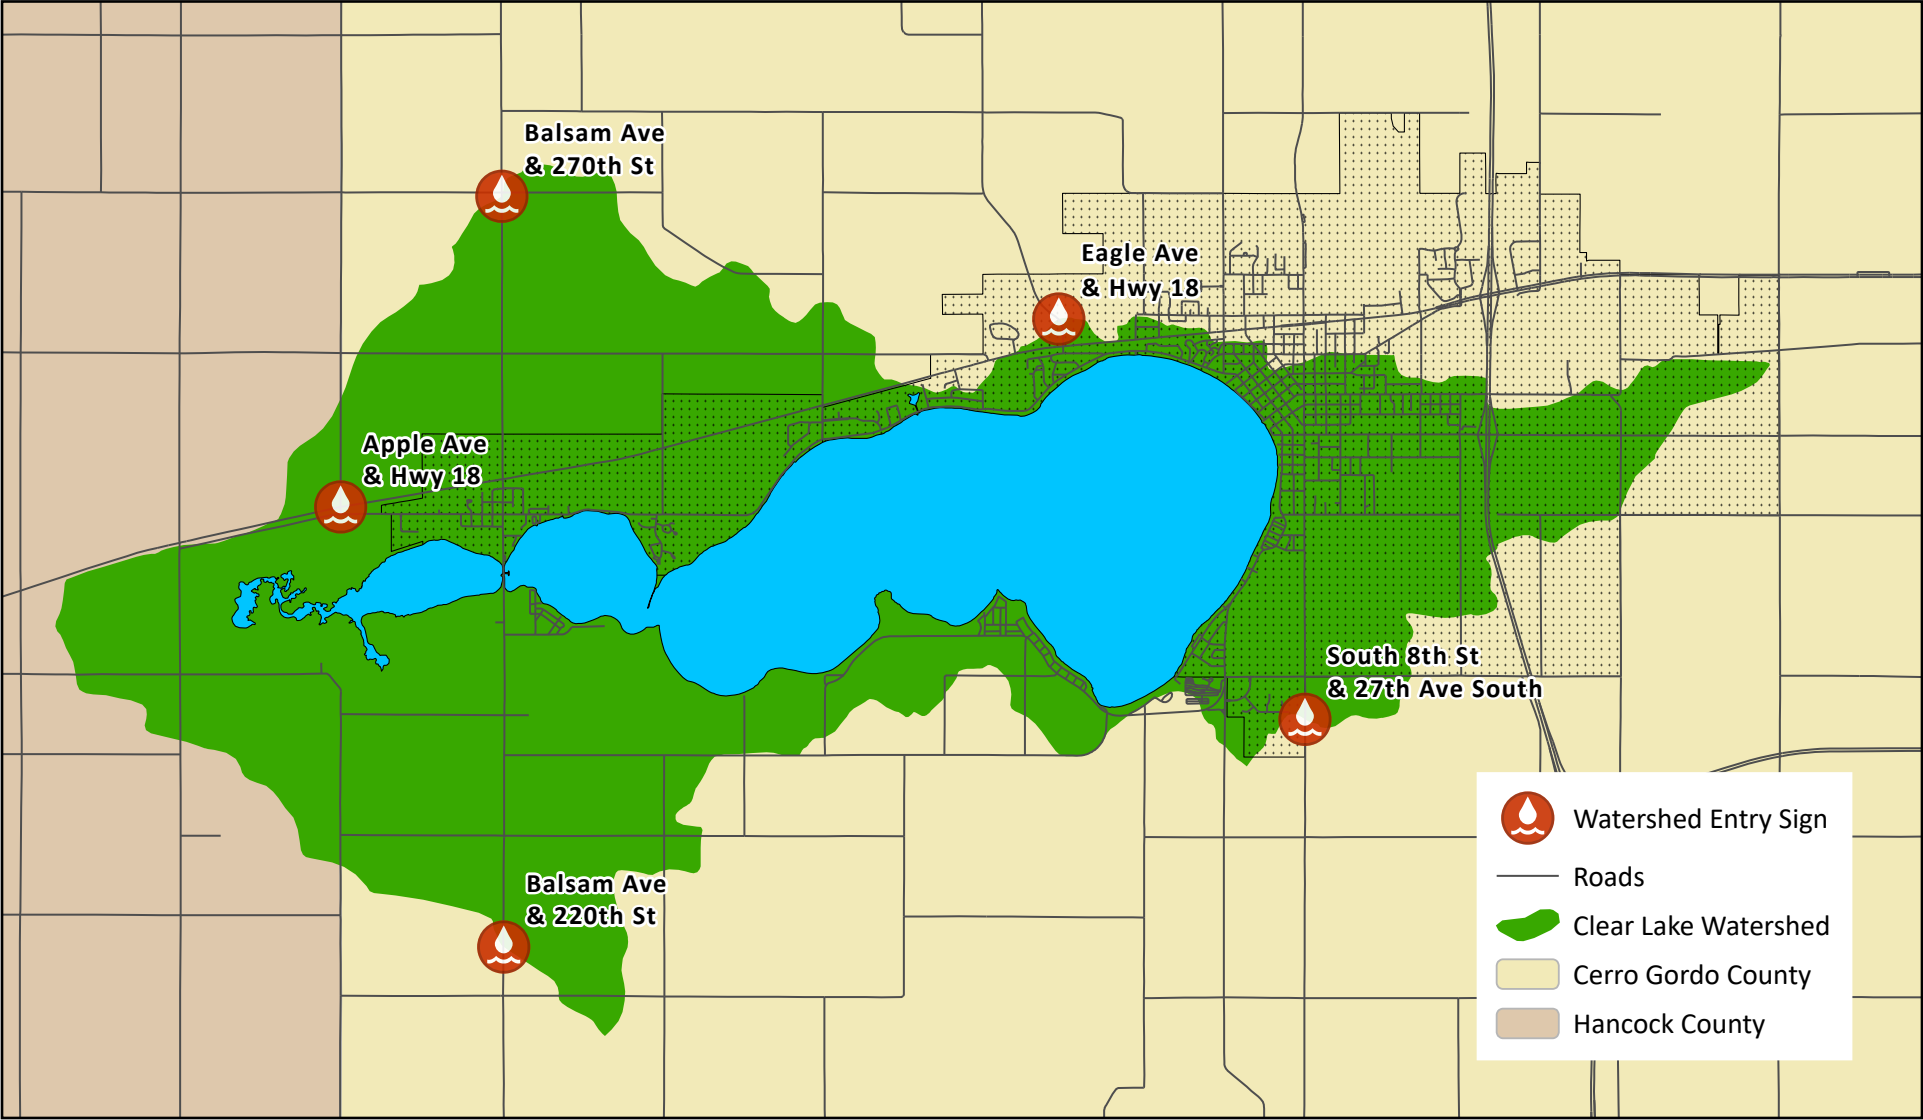 Balsam Ave
& 270th St
Eagle Ave
& Hwy 18
Apple Ave
& Hwy 18
South 8th St
& 27th Ave South
Balsam Ave
& 220th St
Watershed Entry Sign
Roads
Clear Lake Watershed
Cerro Gordo County
Hancock County